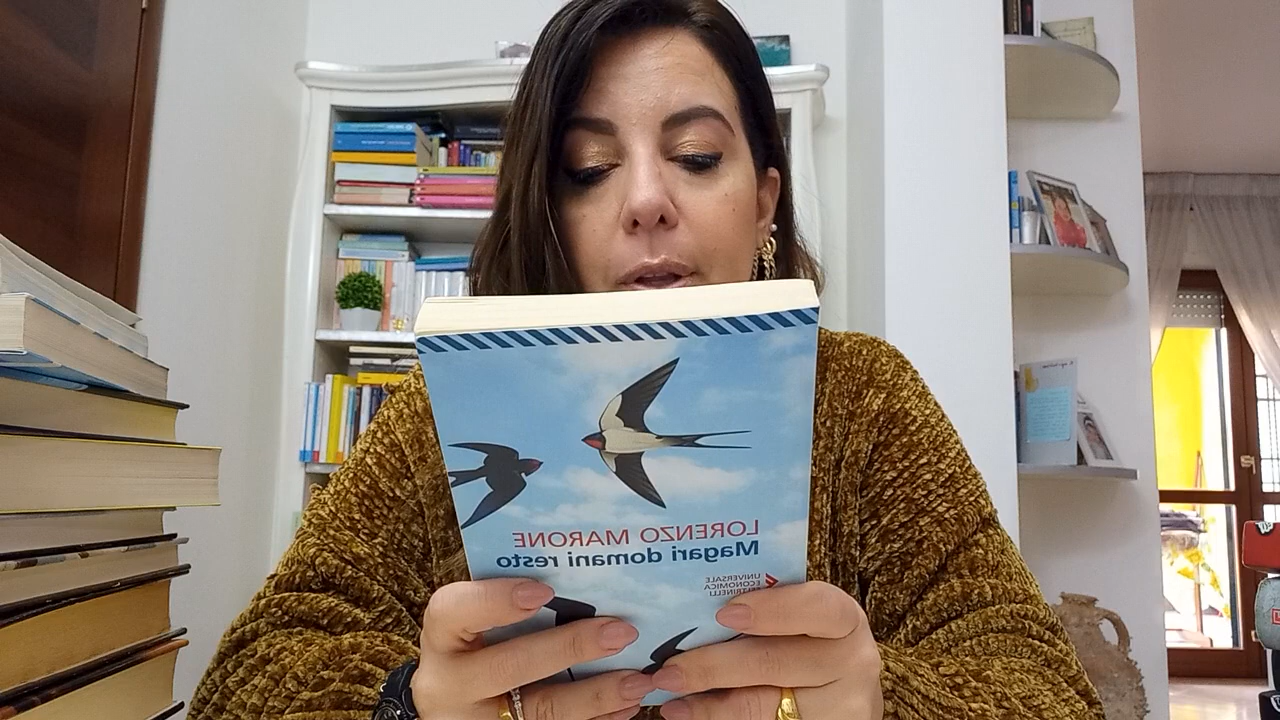 LORENZO MARONE
Magari domani resto
UNIVERSALE
ECONOMICA
FELTRINELLI